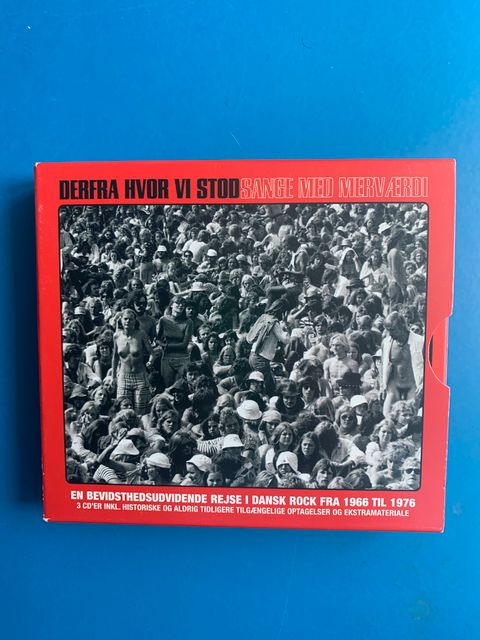 DERFRA HVOR VI STOD SANGE MED MERVÆRDI
EN BEVIDSTHEDSUDVIDENDE REJSE I DANSK ROCK FRA 1966 TIL 1976
3 CD'ER INKL. HISTORISKE OG ALDRIG TIDLIGERE TILGÆNGELIGE OPTAGELSER OG EKSTRAMATERIALE